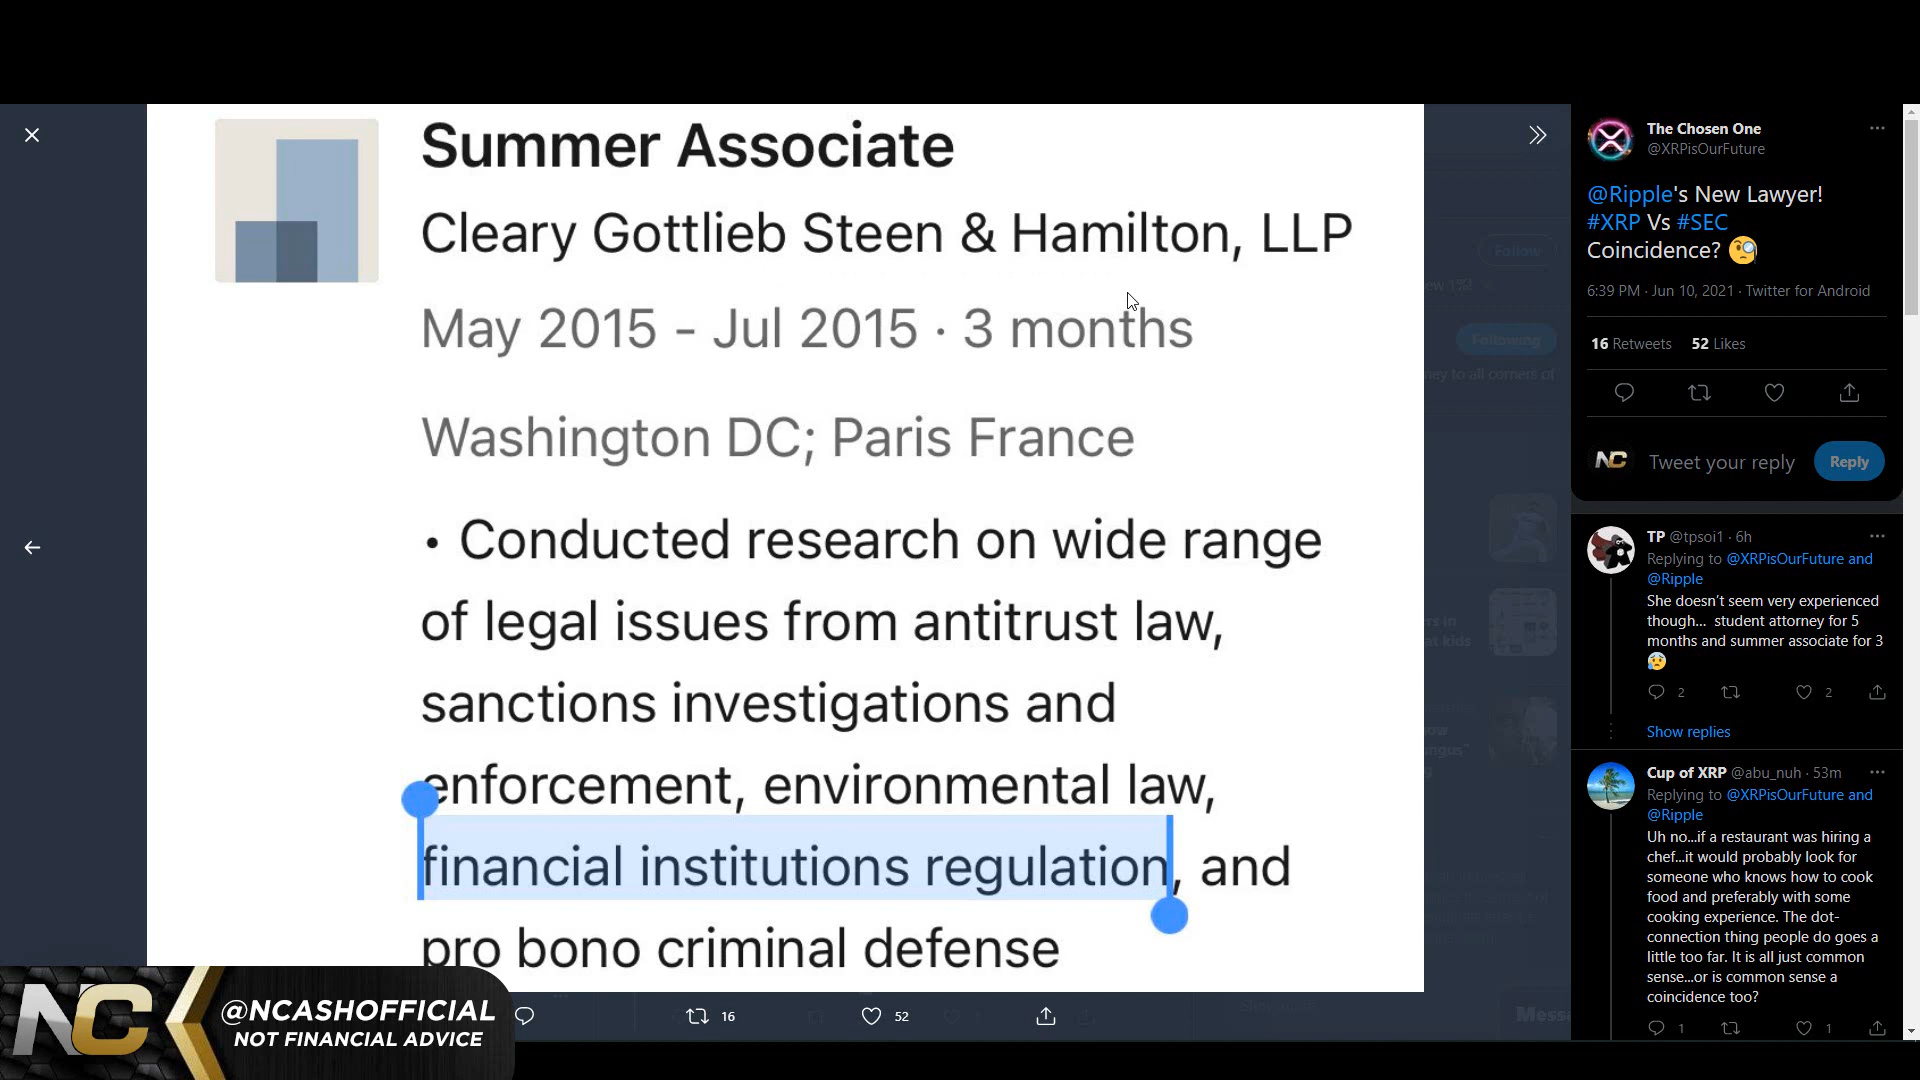 Summer Associate
Cleary Gottlieb Steen & Hamilton, LLP
May 2015 - Jul 2015 · 3 months
Washington DC; Paris France
• Conducted research on wide range
of legal issues from antitrust law,
sanctions investigations and
enforcement, environmental law,
financial institutions regulation, and
pro bono criminal defense
16
52
NC
@NCASHOFFICIAL
NOT FINANCIAL ADVICE
Follow
Following
The Chosen One
@XRPisOurFuture
@Ripple's New Lawyer!
#XRP Vs #SEC
Coincidence? 🧐
6:39 PM · Jun 10, 2021 · Twitter for Android
16 Retweets 52 Likes
NC
Tweet your reply
Reply
TP @tpsoi1 · 6h
Replying to @XRPisOurFuture and
@Ripple
She doesn't seem very experienced
though... student attorney for 5
months and summer associate for 3
😰
2
2
Show replies
Cup of XRP @abu_nuh · 53m
Replying to @XRPisOurFuture and
@Ripple
Uh no...if a restaurant was hiring a
chef...it would probably look for
someone who knows how to cook
food and preferably with some
cooking experience. The dot-
connection thing people do goes a
little too far. It is all just common
sense...or is common sense a
coincidence too?
1
1